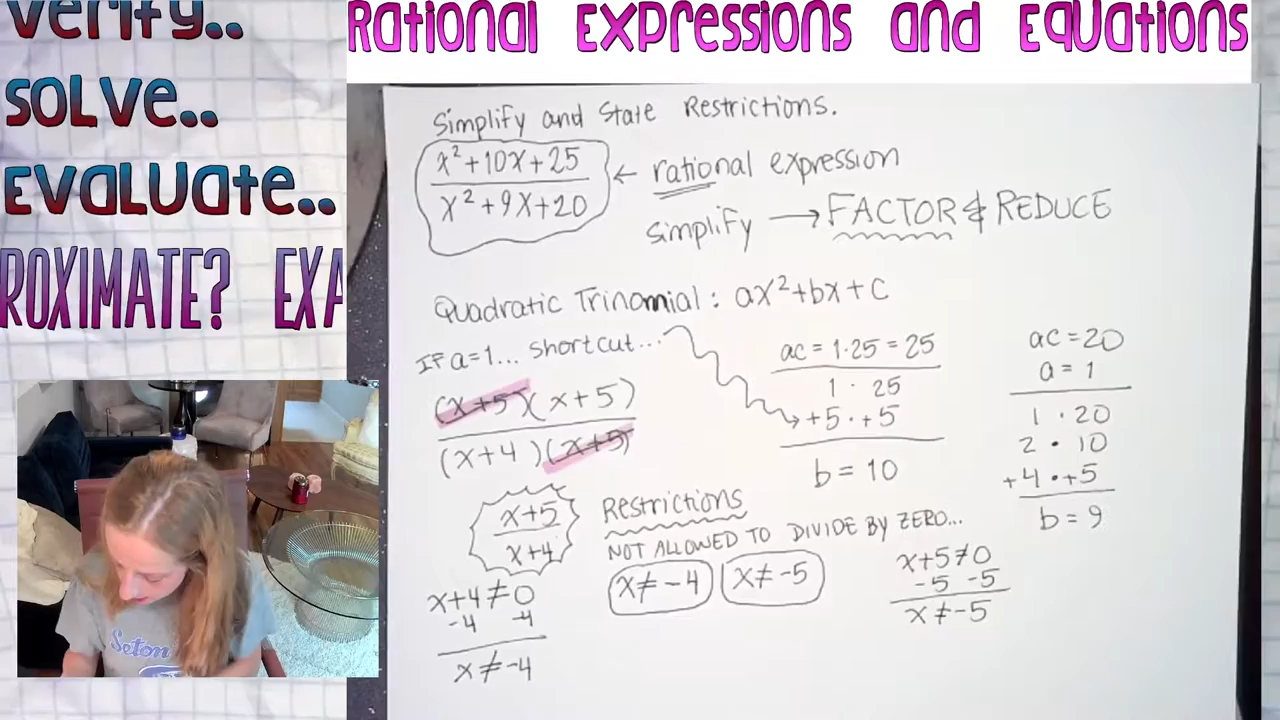 verify..
Solve..
Evaluate..
ROXIMATE? EXA
Rational Expressions and Equations
Simplify and State Restrictions.
x²+10x+25
x²+9x+20
← rational expression
simplify → FACTOR & REDUCE
Quadratic Trinomial: ax²+bx+c
IF a=1... shortcut...
(x+5)(x+5)
(x+4)(x+5)
ac = 1·25 = 25
1 · 25
+5 · +5
b = 10
ac = 20
a = 1
1 · 20
2 · 10
+4 · +5
b = 9
x+5
x+4
Restrictions
NOT ALLOWED TO DIVIDE BY ZERO...
x≠-4 x≠-5
x+4≠0
-4 -4
x≠-4
x+5≠0
-5 -5
x≠-5
Seton